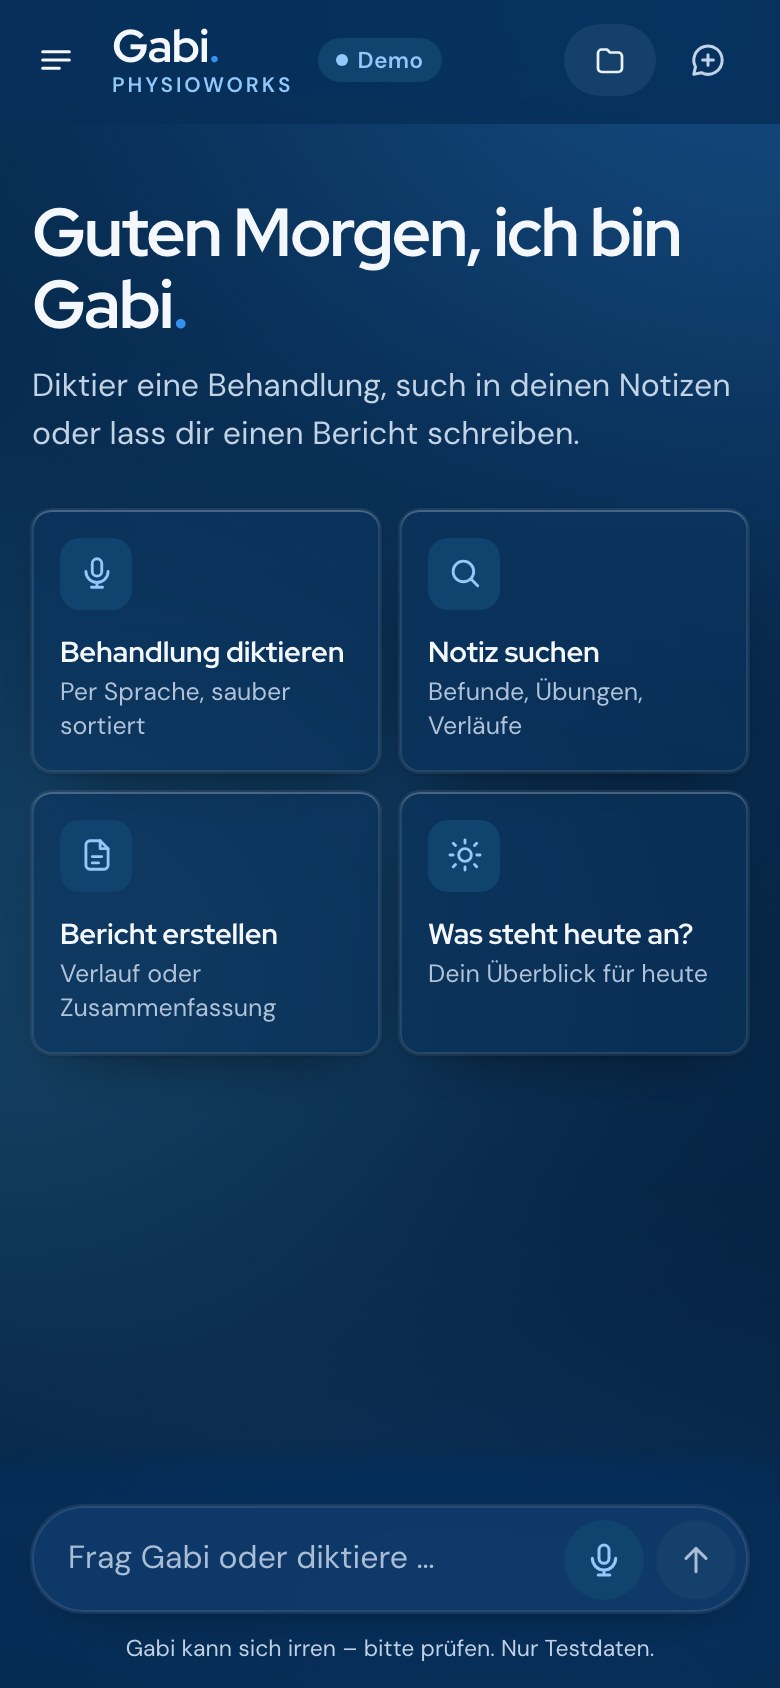 Gabi.
PHYSIOWORKS
Demo
Guten Morgen, ich bin
Gabi.
Diktier eine Behandlung, such in deinen Notizen
oder lass dir einen Bericht schreiben.
Behandlung diktieren
Per Sprache, sauber
sortiert
Notiz suchen
Befunde, Übungen,
Verläufe
Bericht erstellen
Verlauf oder
Zusammenfassung
Was steht heute an?
Dein Überblick für heute
Frag Gabi oder diktiere ...
Gabi kann sich irren – bitte prüfen. Nur Testdaten.